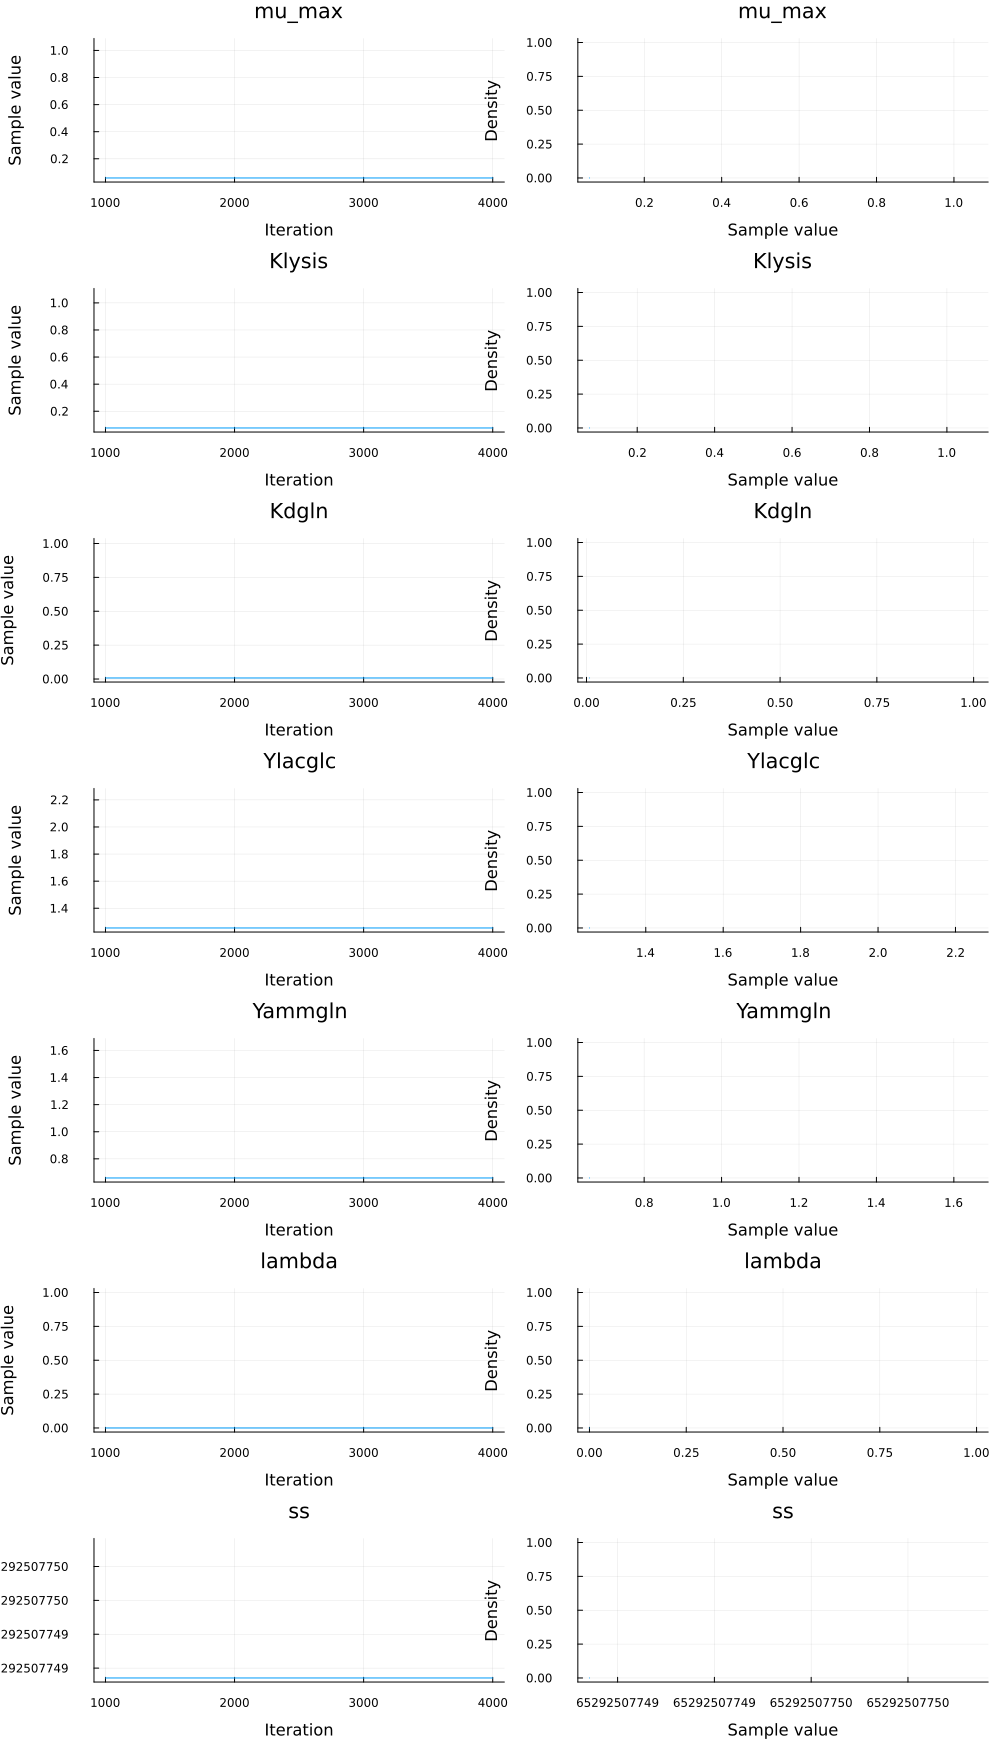 mu_max
mu_max
Sample value
1.0
0.8
0.6
0.4
0.2
1000 2000 3000 4000
Iteration
Density
1.00
0.75
0.50
0.25
0.00
0.2 0.4 0.6 0.8 1.0
Sample value
Klysis
Klysis
Sample value
1.0
0.8
0.6
0.4
0.2
1000 2000 3000 4000
Iteration
Density
1.00
0.75
0.50
0.25
0.00
0.2 0.4 0.6 0.8 1.0
Sample value
Kdgln
Kdgln
Sample value
1.00
0.75
0.50
0.25
0.00
1000 2000 3000 4000
Iteration
Density
1.00
0.75
0.50
0.25
0.00
0.00 0.25 0.50 0.75 1.00
Sample value
Ylacglc
Ylacglc
Sample value
2.2
2.0
1.8
1.6
1.4
1000 2000 3000 4000
Iteration
Density
1.00
0.75
0.50
0.25
0.00
1.4 1.6 1.8 2.0 2.2
Sample value
Yammgln
Yammgln
Sample value
1.6
1.4
1.2
1.0
0.8
1000 2000 3000 4000
Iteration
Density
1.00
0.75
0.50
0.25
0.00
0.8 1.0 1.2 1.4 1.6
Sample value
lambda
lambda
Sample value
1.00
0.75
0.50
0.25
0.00
1000 2000 3000 4000
Iteration
Density
1.00
0.75
0.50
0.25
0.00
0.00 0.25 0.50 0.75 1.00
Sample value
ss
ss
292507750
292507750
292507749
292507749
1000 2000 3000 4000
Iteration
Density
1.00
0.75
0.50
0.25
0.00
65292507749 65292507749 65292507750 65292507750
Sample value